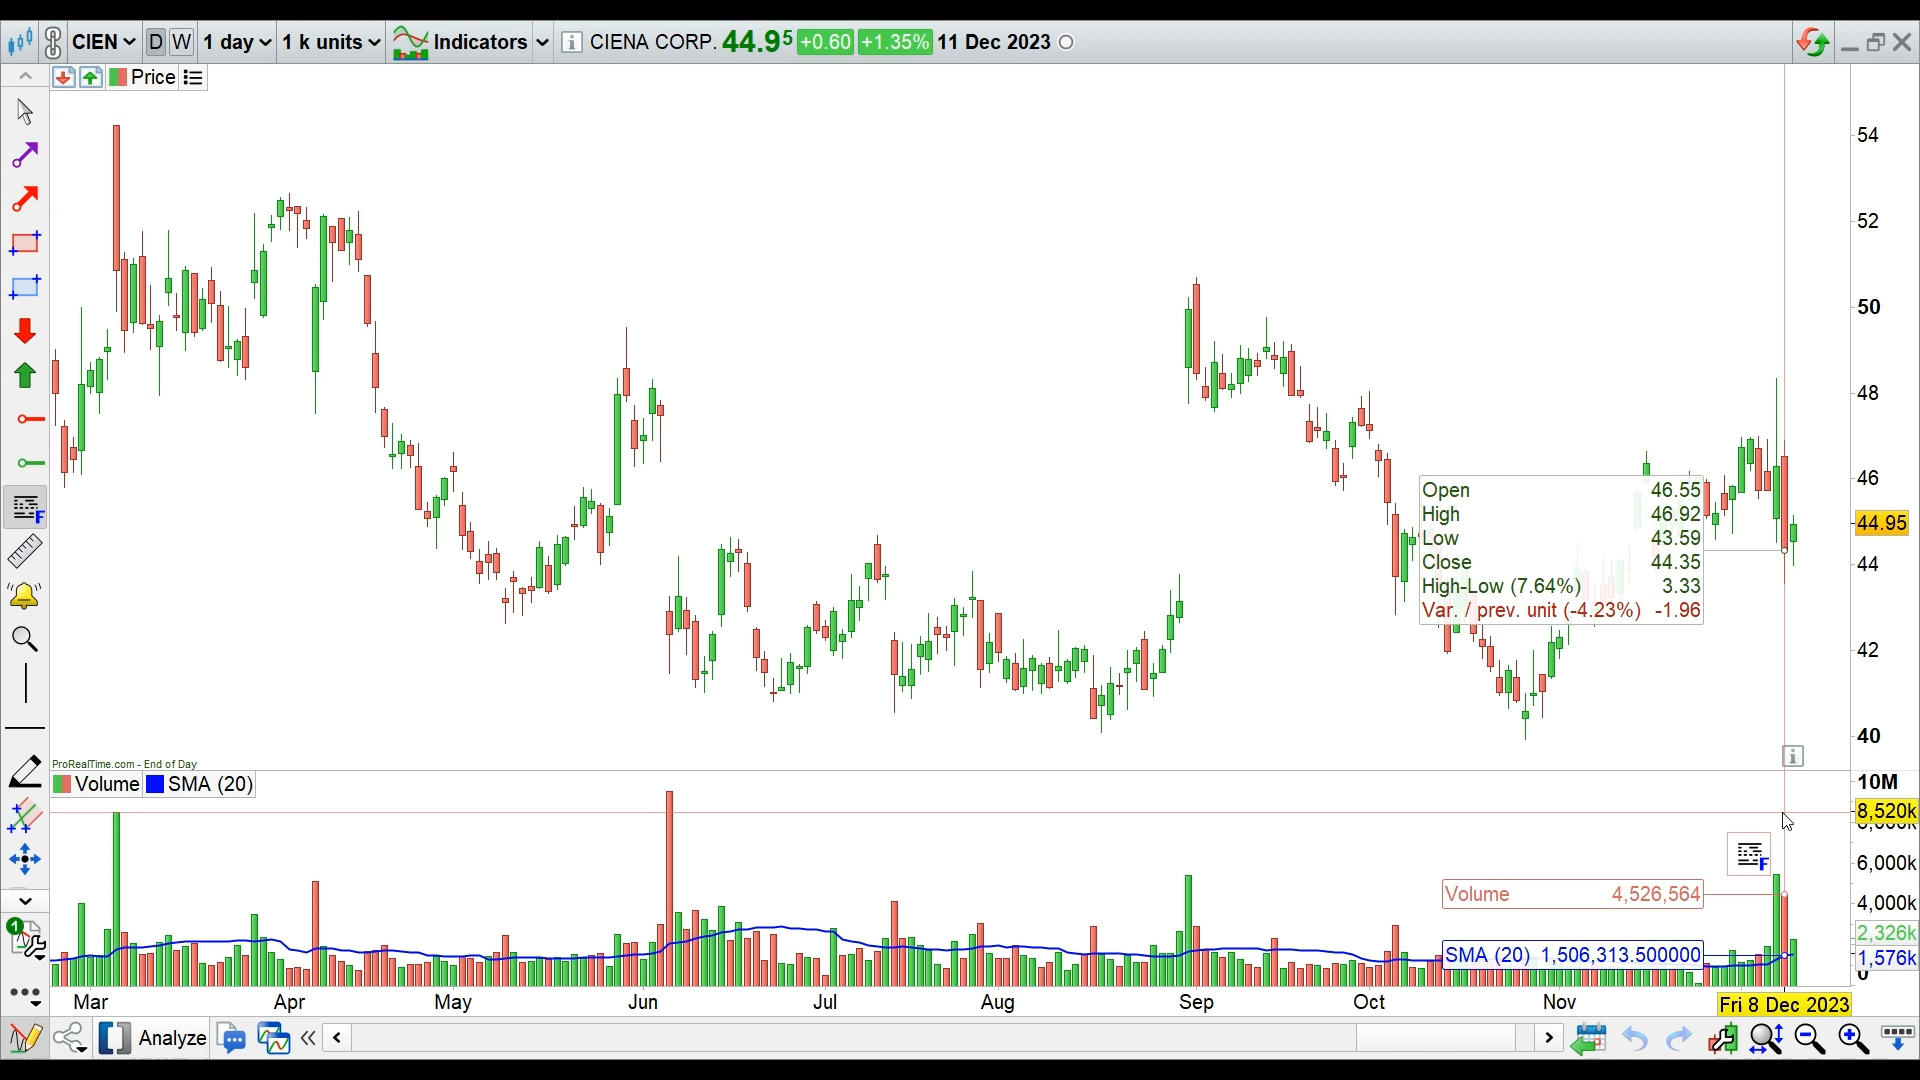 CIEN D W 1 day 1 k units Indicators CIENA CORP. 44.95 +0.60 +1.35% 11 Dec 2023
Price
54
52
50
48
46
44.95
44
42
40
Open 46.55
High 46.92
Low 43.59
Close 44.35
High-Low (7.64%) 3.33
Var. / prev. unit (-4.23%) -1.96
ProRealTime.com - End of Day
Volume SMA (20)
10M
8,520k
6,000k
4,000k
2,326k
1,576k
0
F
F
Volume 4,526,564
SMA (20) 1,506,313.500000
1
Mar Apr May Jun Jul Aug Sep Oct Nov Fri 8 Dec 2023
Analyze